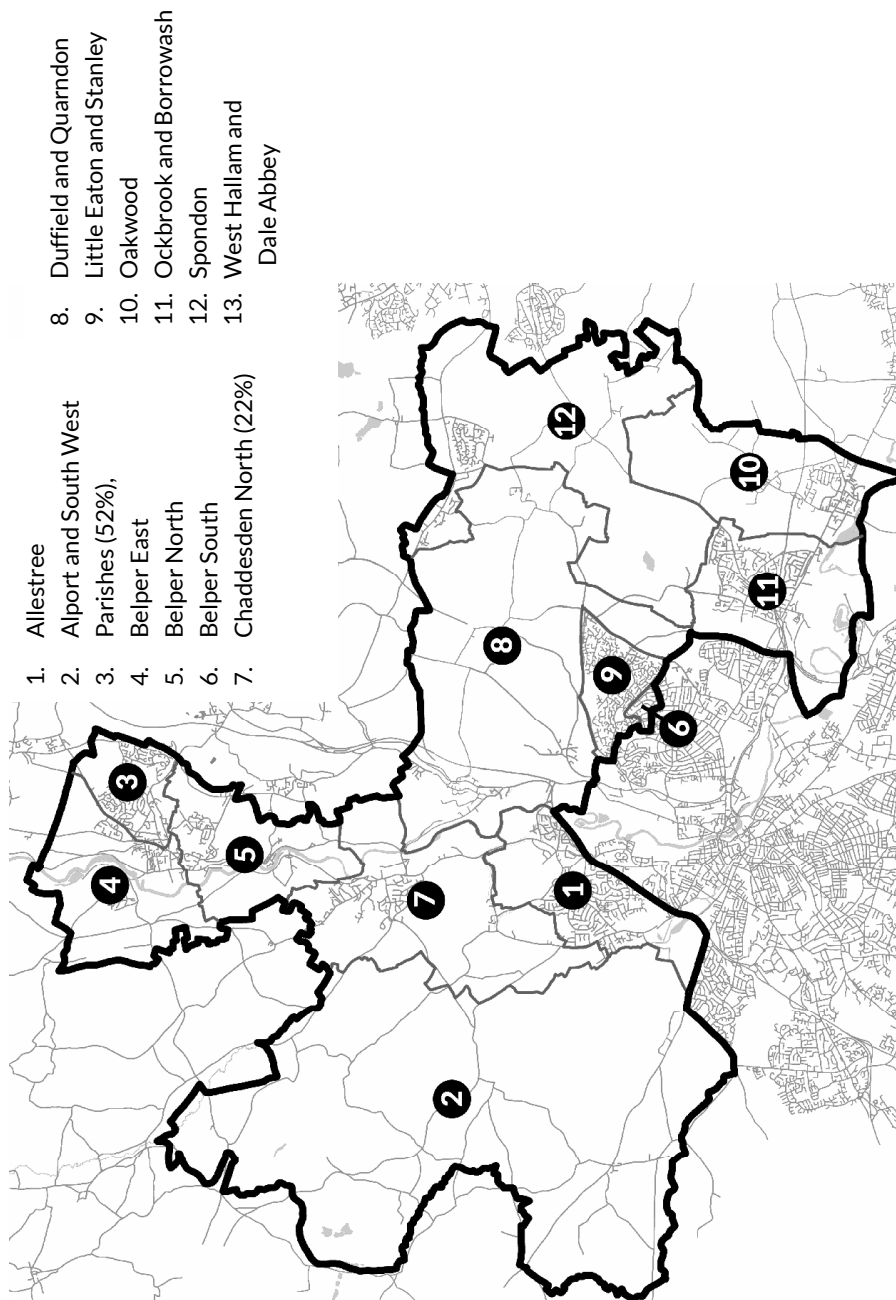 1. Allestree
2. Alport and South West
3. Parishes (52%),
4. Belper East
5. Belper North
6. Belper South
7. Chaddesden North (22%)
8. Duffield and Quarndon
9. Little Eaton and Stanley
10. Oakwood
11. Ockbrook and Borrowash
12. Spondon
13. West Hallam and
Dale Abbey
3
4
5
12
7
8
1
9
10
2
6
11